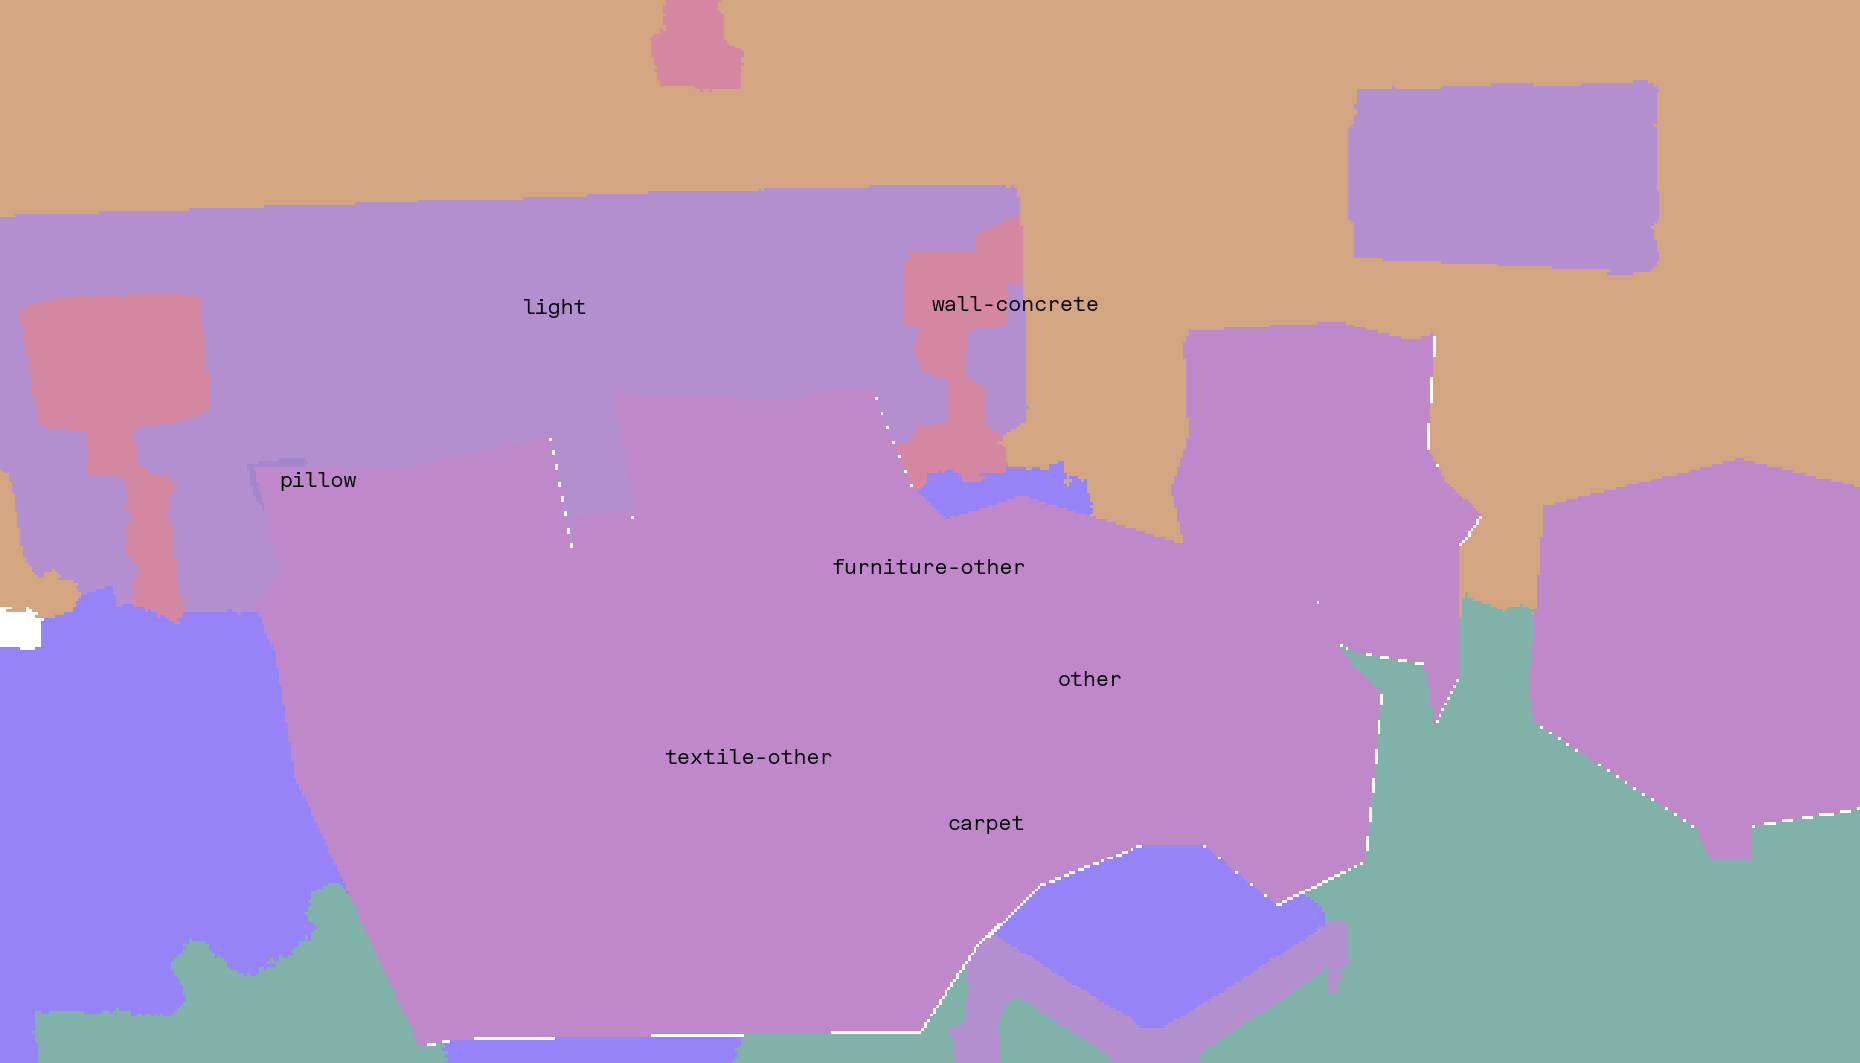 light
wall-concrete
pillow
furniture-other
other
textile-other
carpet